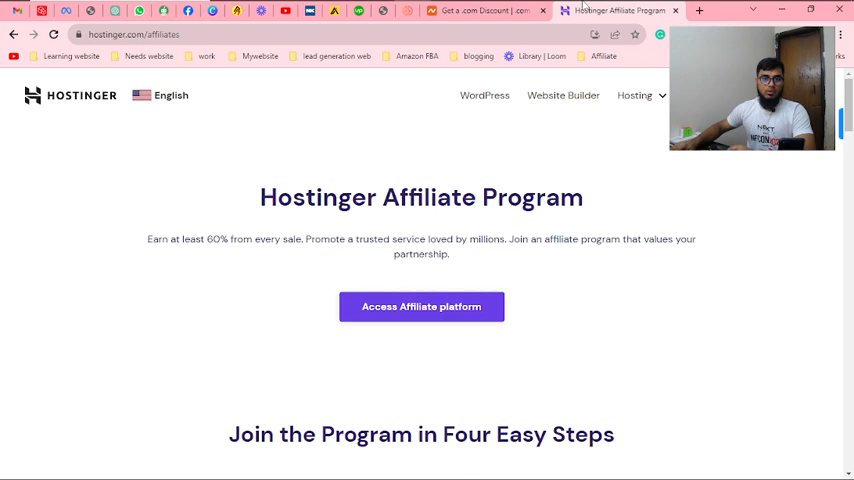 Get a .com Discount | .com
Hostinger Affiliate Program
hostinger.com/affiliates
Learning website
Needs website
work
Mywebsite
lead generation web
Amazon FBA
blogging
Library | Loom
Affiliate
HOSTINGER
English
WordPress
Website Builder
Hosting
Hostinger Affiliate Program
Earn at least 60% from every sale. Promote a trusted service loved by millions. Join an affiliate program that values your
partnership.
Access Affiliate platform
Join the Program in Four Easy Steps